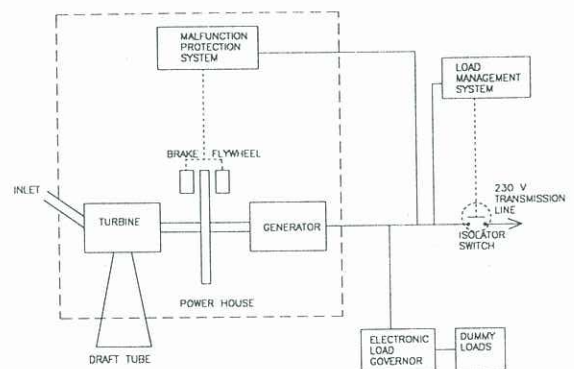 MALFUNCTION
PROTECTION
SYSTEM
LOAD
MANAGEMENT
SYSTEM
BRAKE FLYWHEEL
INLET
230 V
TRANSMISSION
LINE
TURBINE
GENERATOR
ISOLATOR
SWITCH
POWER HOUSE
ELECTRONIC
LOAD
GOVERNOR
DUMMY
LOADS
DRAFT TUBE